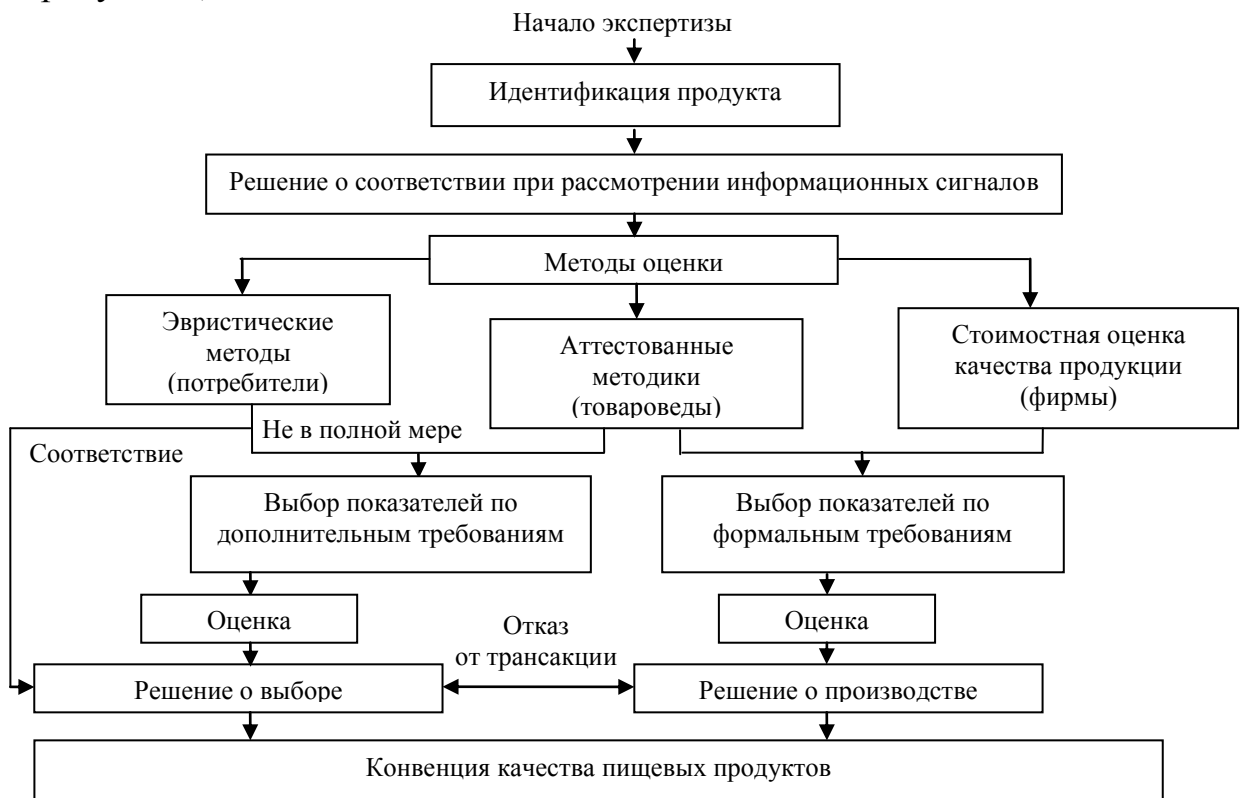 Начало экспертизы
Идентификация продукта
Решение о соответствии при рассмотрении информационных сигналов
Методы оценки
Эвристические
методы
(потребители)
Аттестованные
методики
(товароведы)
Стоимостная оценка
качества продукции
(фирмы)
Не в полной мере
Соответствие
Выбор показателей по
дополнительным требованиям
Выбор показателей по
формальным требованиям
Оценка
Оценка
Отказ
от трансакции
Решение о выборе
Решение о производстве
Конвенция качества пищевых продуктов